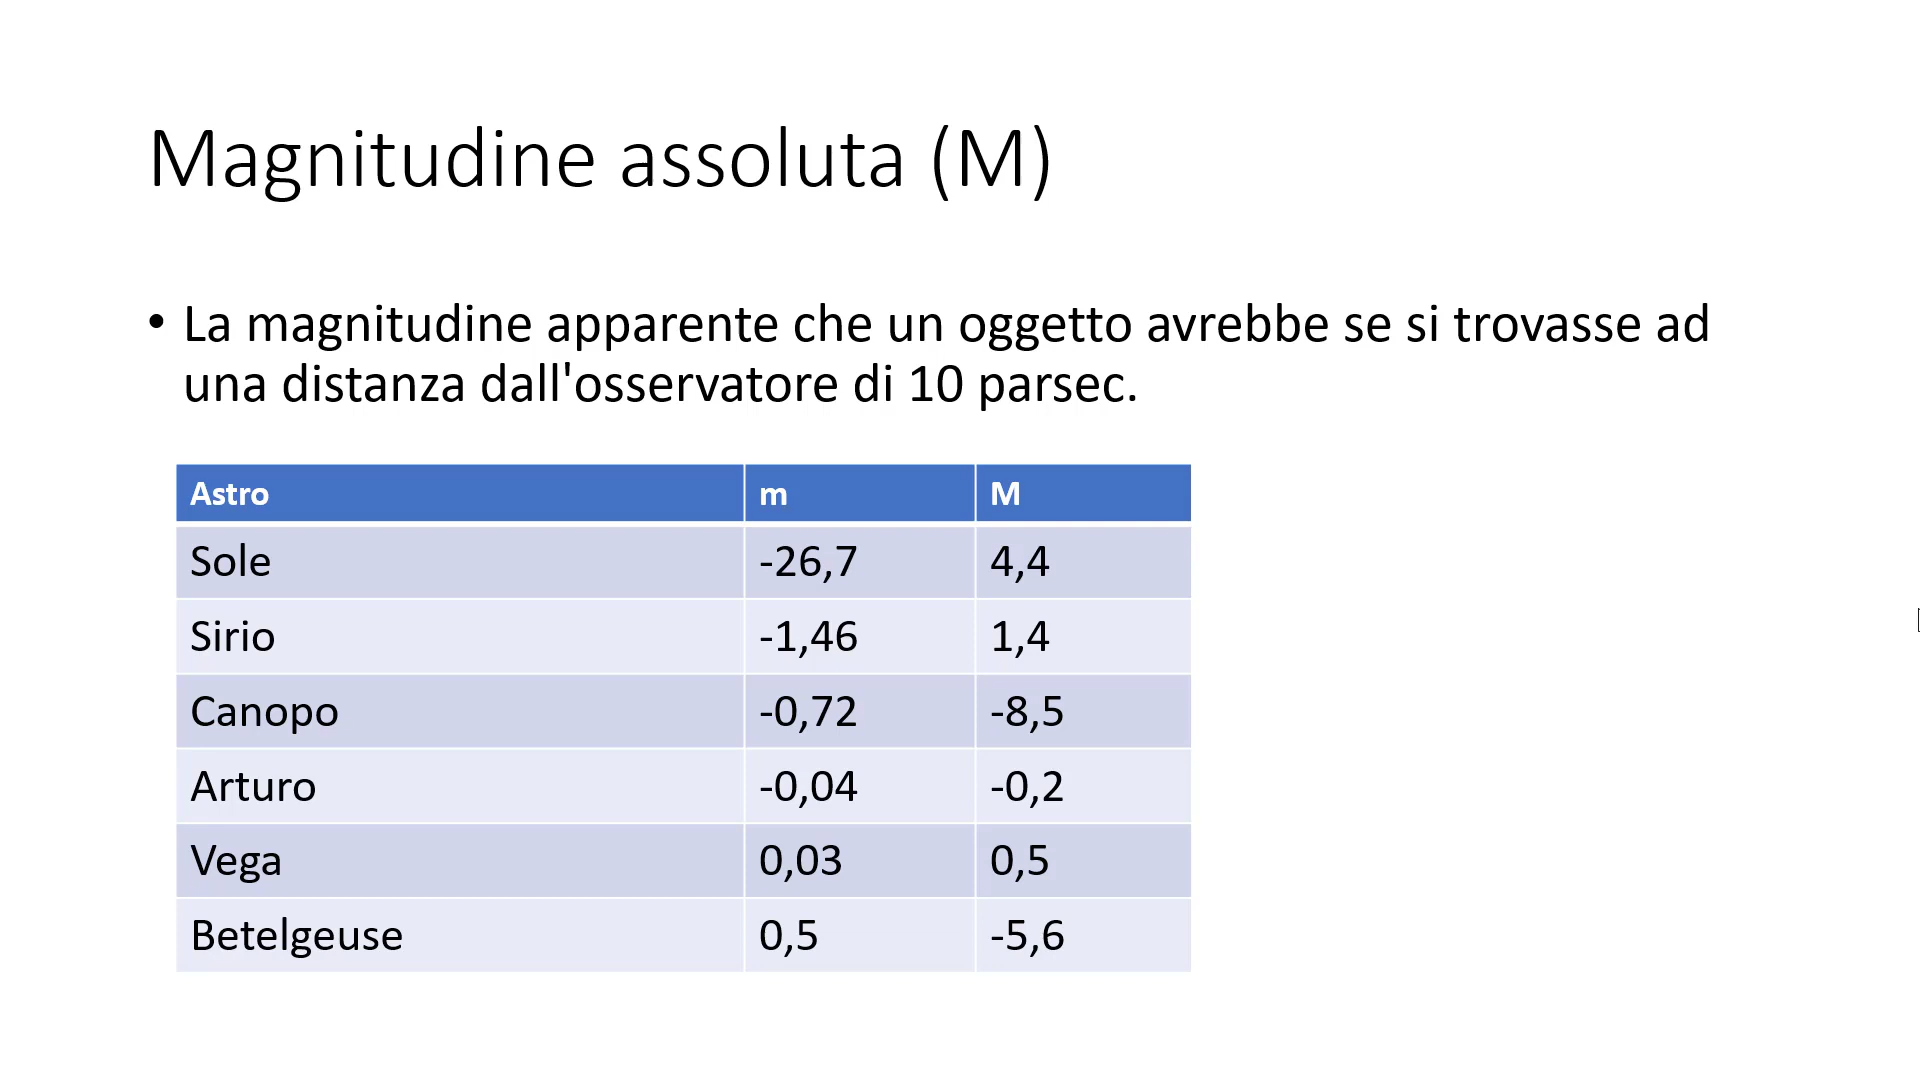 Magnitudine assoluta (M)
• La magnitudine apparente che un oggetto avrebbe se si trovasse ad
una distanza dall'osservatore di 10 parsec.
Astro m M
Sole -26,7 4,4
Sirio -1,46 1,4
Canopo -0,72 -8,5
Arturo -0,04 -0,2
Vega 0,03 0,5
Betelgeuse 0,5 -5,6